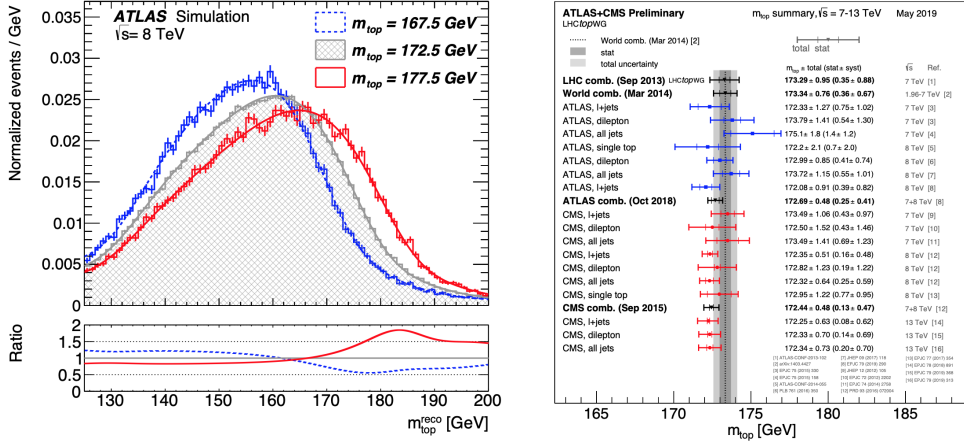 ATLAS Simulation
√s= 8 TeV
m_top = 167.5 GeV
m_top = 172.5 GeV
m_top = 177.5 GeV
Normalized events / GeV
0.04
0.035
0.03
0.025
0.02
0.015
0.01
0.005
0
Ratio
2
1.5
1
0.5
0
130 140 150 160 170 180 190 200
m_top^reco [GeV]
ATLAS+CMS Preliminary m_top summary, √s = 7-13 TeV May 2019
LHCtopWG
World comb. (Mar 2014) [2]
stat
total uncertainty
total stat
m_top ± total (stat ± syst) √s Ref.
LHC comb. (Sep 2013) LHCtopWG 173.29 ± 0.95 (0.35 ± 0.88) 7 TeV [1]
World comb. (Mar 2014) 173.34 ± 0.76 (0.36 ± 0.67) 1.96-7 TeV [2]
ATLAS, l+jets 172.33 ± 1.27 (0.75 ± 1.02) 7 TeV [3]
ATLAS, dilepton 173.79 ± 1.41 (0.54 ± 1.30) 7 TeV [3]
ATLAS, all jets 175.1 ± 1.8 (1.4 ± 1.2) 7 TeV [4]
ATLAS, single top 172.2 ± 2.1 (0.7 ± 2.0) 8 TeV [5]
ATLAS, dilepton 172.99 ± 0.85 (0.41 ± 0.74) 8 TeV [6]
ATLAS, all jets 173.72 ± 1.15 (0.55 ± 1.01) 8 TeV [7]
ATLAS, l+jets 172.08 ± 0.91 (0.39 ± 0.82) 8 TeV [8]
ATLAS comb. (Oct 2018) 172.69 ± 0.48 (0.25 ± 0.41) 7+8 TeV [8]
CMS, l+jets 173.49 ± 1.06 (0.43 ± 0.97) 7 TeV [9]
CMS, dilepton 172.50 ± 1.52 (0.43 ± 1.46) 7 TeV [10]
CMS, all jets 173.49 ± 1.41 (0.69 ± 1.23) 7 TeV [11]
CMS, l+jets 172.35 ± 0.51 (0.16 ± 0.48) 8 TeV [12]
CMS, dilepton 172.82 ± 1.23 (0.19 ± 1.22) 8 TeV [12]
CMS, all jets 172.32 ± 0.64 (0.25 ± 0.59) 8 TeV [12]
CMS, single top 172.95 ± 1.22 (0.77 ± 0.95) 8 TeV [13]
CMS comb. (Sep 2015) 172.44 ± 0.48 (0.13 ± 0.47) 7+8 TeV [12]
CMS, l+jets 172.25 ± 0.63 (0.08 ± 0.62) 13 TeV [14]
CMS, dilepton 172.33 ± 0.70 (0.14 ± 0.69) 13 TeV [15]
CMS, all jets 172.34 ± 0.73 (0.20 ± 0.70) 13 TeV [16]
165 170 175 180 185
m_top [GeV]